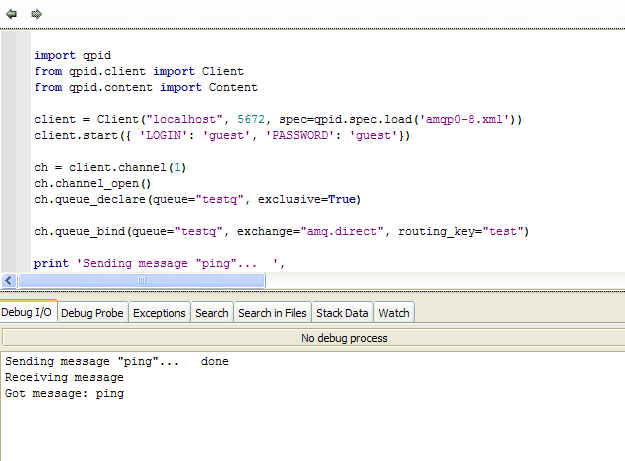 import qpid
from qpid.client import Client
from qpid.content import Content
client = Client("localhost", 5672, spec=qpid.spec.load('amqp0-8.xml'))
client.start({ 'LOGIN': 'guest', 'PASSWORD': 'guest'})
ch = client.channel(1)
ch.channel_open()
ch.queue_declare(queue="testq", exclusive=True)
ch.queue_bind(queue="testq", exchange="amq.direct", routing_key="test")
print 'Sending message "ping"...  ',
Debug I/O Debug Probe Exceptions Search Search in Files Stack Data Watch
No debug process
Sending message "ping"...   done
Receiving message
Got message: ping